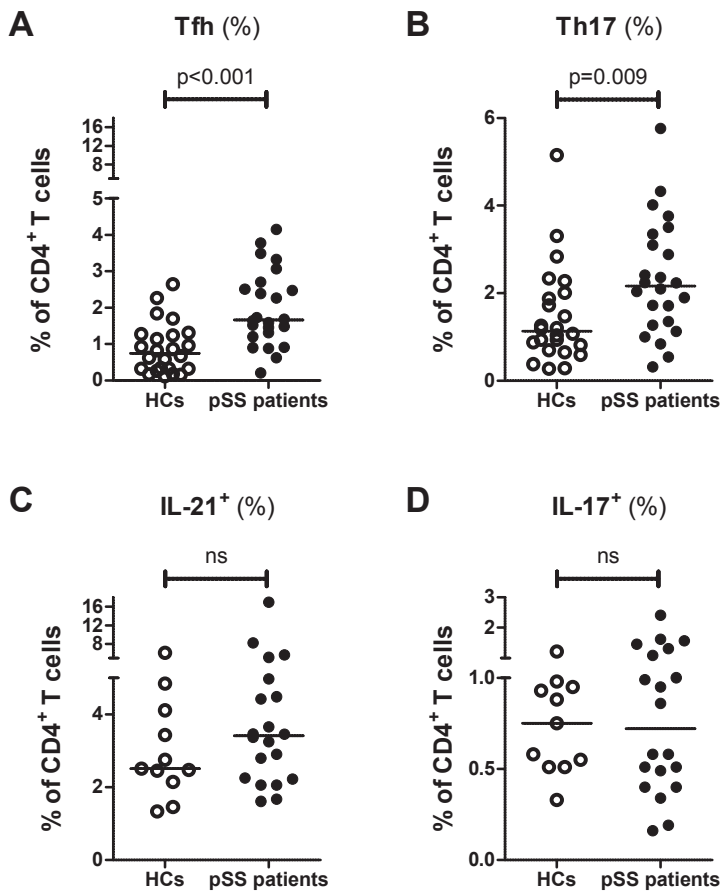 A
Tfh (%)
p<0.001
% of CD4⁺ T cells
16
12
8
5
4
3
2
1
0
HCs
pSS patients
B
Th17 (%)
p=0.009
% of CD4⁺ T cells
6
4
2
0
HCs
pSS patients
C
IL-21⁺ (%)
ns
% of CD4⁺ T cells
16
12
8
4
2
0
HCs
pSS patients
D
IL-17⁺ (%)
ns
% of CD4⁺ T cells
3
2
1.0
0.5
0.0
HCs
pSS patients